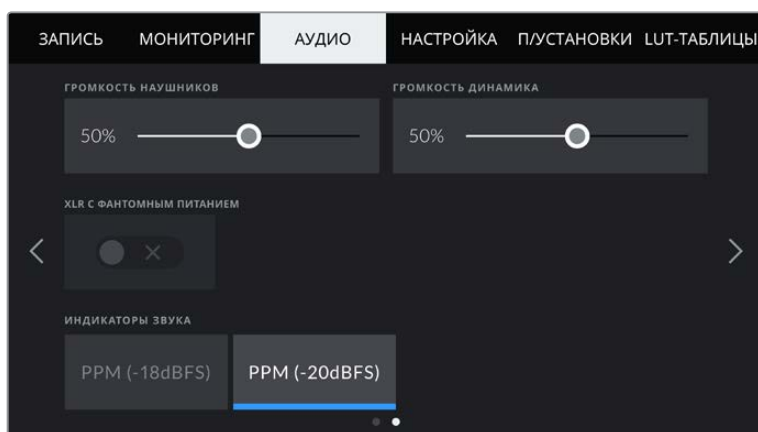 ЗАПИСЬ МОНИТОРИНГ АУДИО НАСТРОЙКА П/УСТАНОВКИ LUT-ТАБЛИЦЫ
ГРОМКОСТЬ НАУШНИКОВ ГРОМКОСТЬ ДИНАМИКА
50% 50%
XLR С ФАНТОМНЫМ ПИТАНИЕМ
ИНДИКАТОРЫ ЗВУКА
PPM (-18dBFS) PPM (-20dBFS)